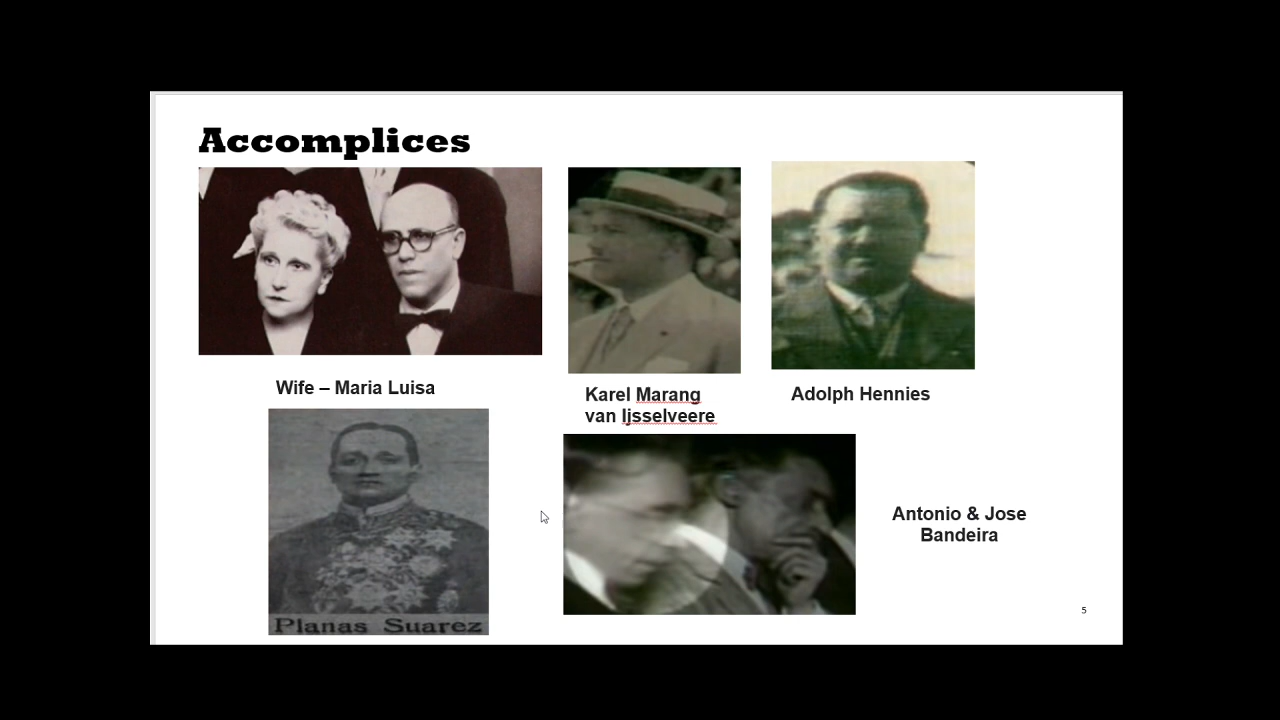 Accomplices
Wife – Maria Luisa
Karel Marang
van Ijsselveere
Adolph Hennies
Planas Suarez
Antonio & Jose
Bandeira
5